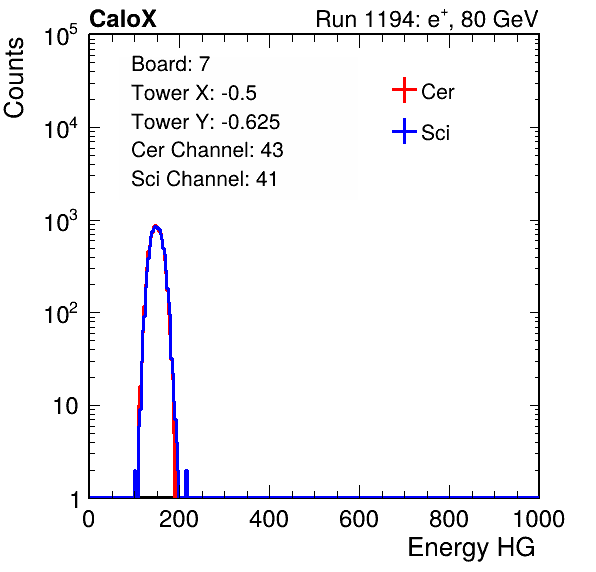 CaloX Run 1194: e⁺, 80 GeV
Counts
Board: 7
Tower X: -0.5
Tower Y: -0.625
Cer Channel: 43
Sci Channel: 41
Cer
Sci
10⁵
10⁴
10³
10²
10
1
0 200 400 600 800 1000
Energy HG